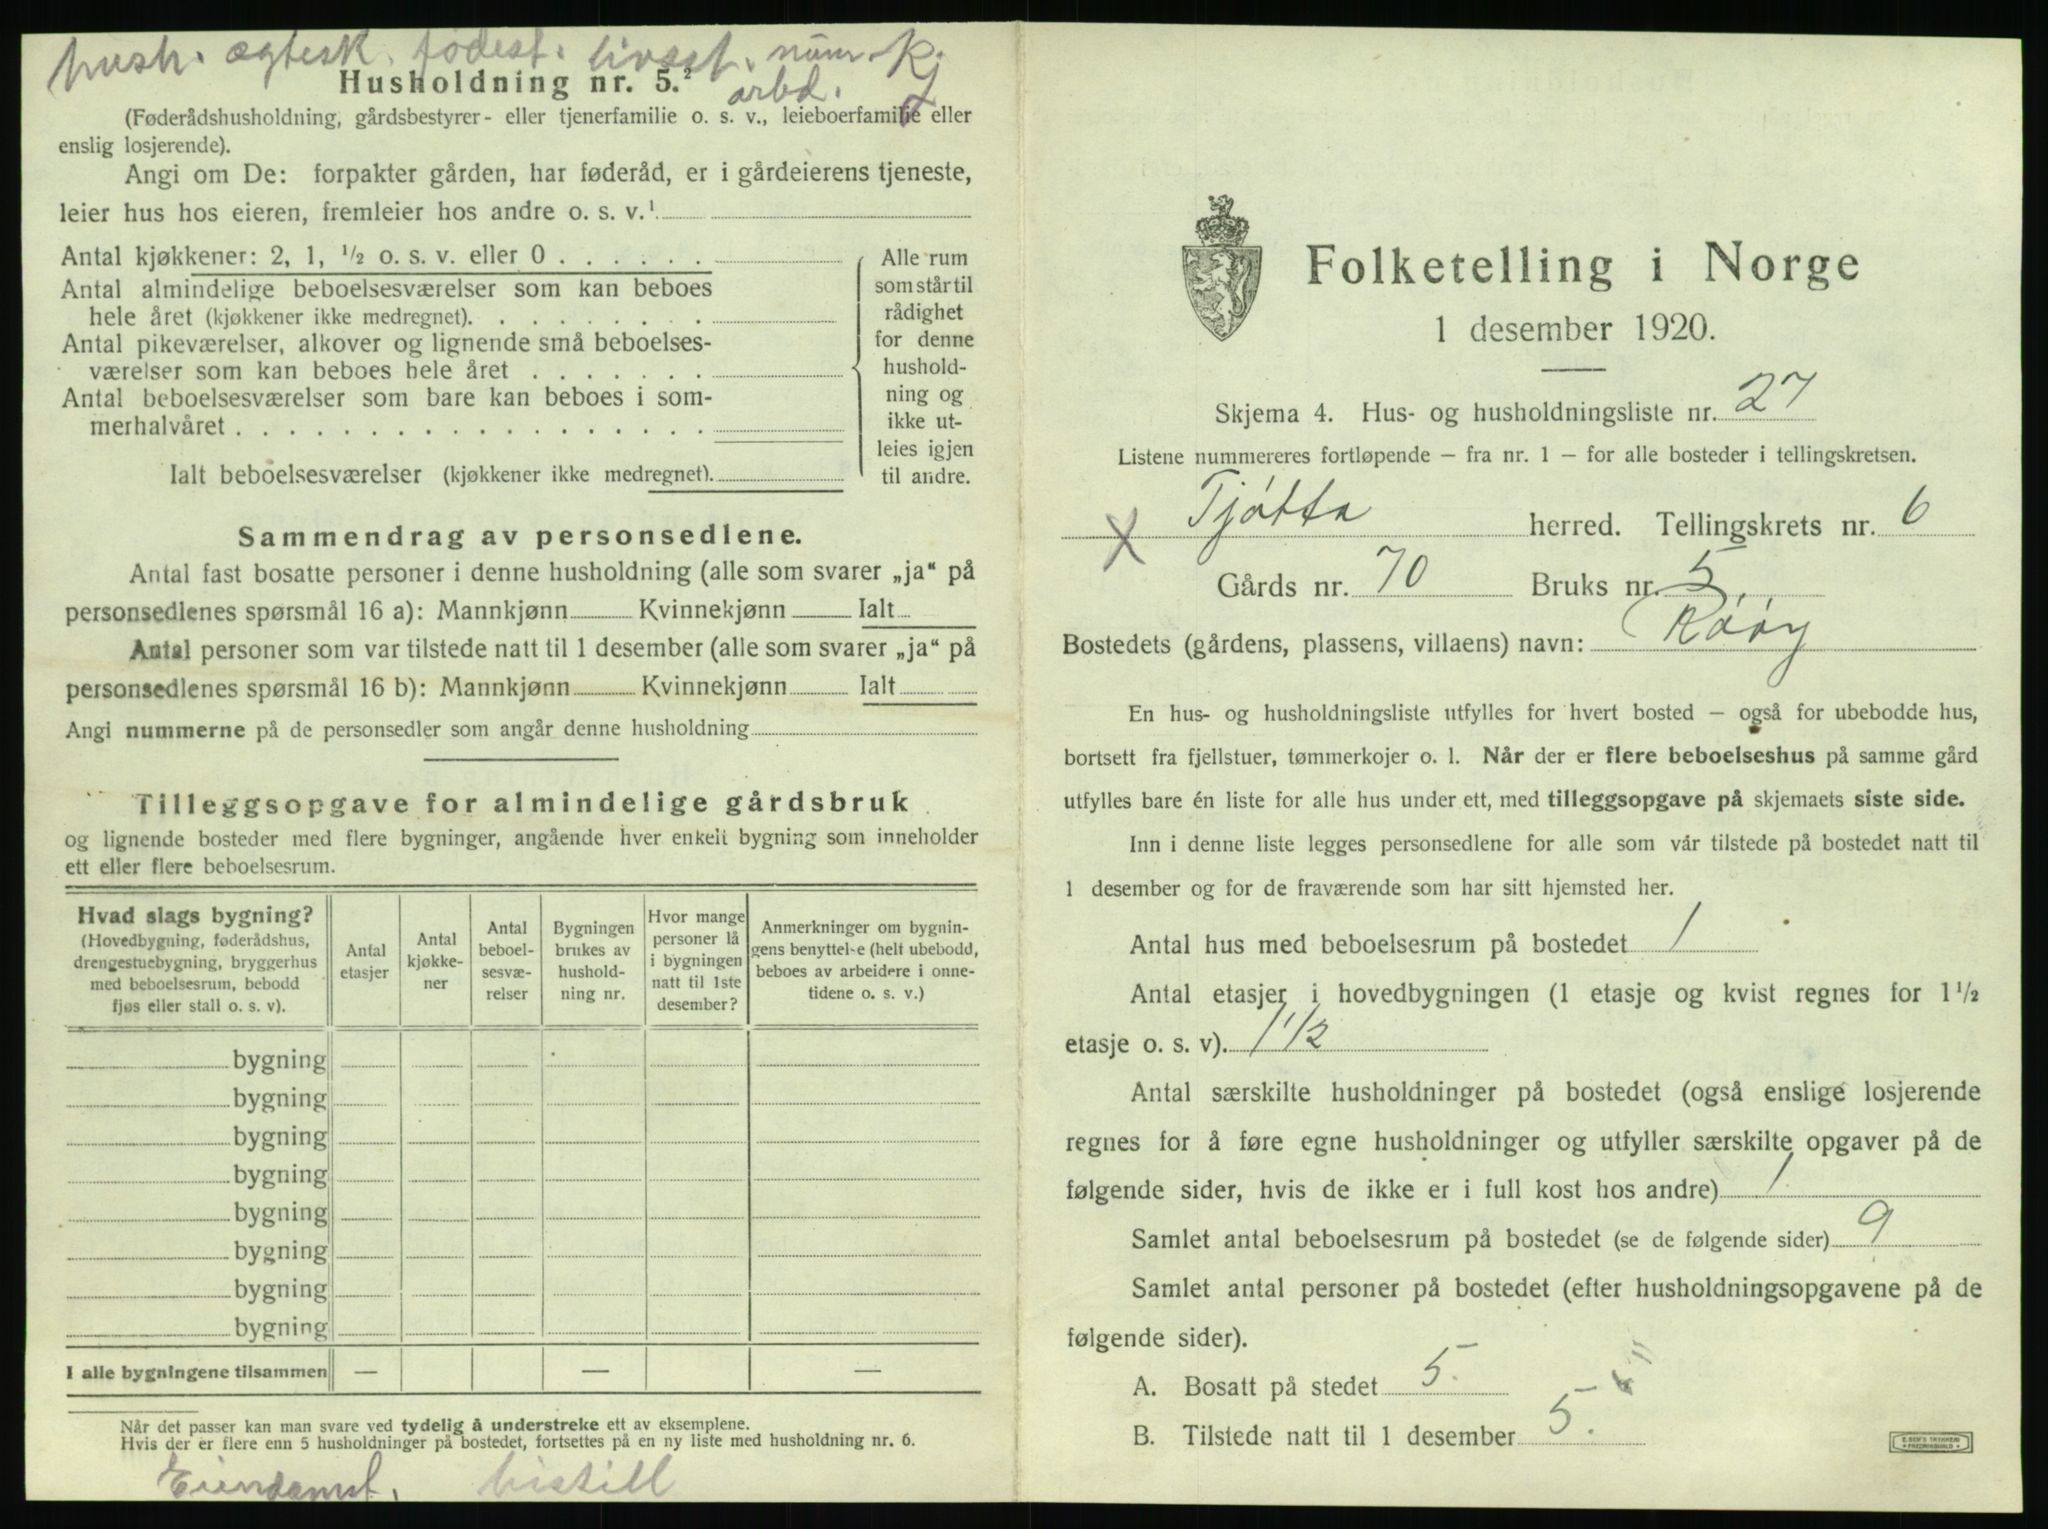 hush. ægtesk. fødest. livsst. num. Kj
arbd.
Husholdning nr. 5.²
(Føderådshusholdning, gårdsbestyrer- eller tjenerfamilie o. s. v., leieboerfamilie eller
enslig losjerende).
Angi om De: forpakter gården, har føderåd, er i gårdeierens tjeneste,
leier hus hos eieren, fremleier hos andre o. s. v.¹
Antal kjøkkener: 2, 1, ½ o. s. v. eller 0 . . . . . .
Antal almindelige beboelsesværelser som kan beboes
hele året (kjøkkener ikke medregnet). . . . . . . . .
Antal pikeværelser, alkover og lignende små beboelses-
værelser som kan beboes hele året . . . . . . .
Antal beboelsesværelser som bare kan beboes i som-
merhalvåret . . . . . . . . . . . . . . . . . .
Ialt beboelsesværelser (kjøkkener ikke medregnet).
Alle rum
som står til
rådighet
for denne
hushold-
ning og
ikke ut-
leies igjen
til andre.
Sammendrag av personsedlene.
Antal fast bosatte personer i denne husholdning (alle som svarer „ja“ på
personsedlenes spørsmål 16 a): Mannkjønn Kvinnekjønn Ialt
Antal personer som var tilstede natt til 1 desember (alle som svarer „ja“ på
personsedlenes spørsmål 16 b): Mannkjønn Kvinnekjønn Ialt
Angi nummerne på de personsedler som angår denne husholdning
Tilleggsopgave for almindelige gårdsbruk
og lignende bosteder med flere bygninger, angående hver enkelt bygning som inneholder
ett eller flere beboelsesrum.
Hvad slags bygning?
(Hovedbygning, føderådshus,
drengestuebygning, bryggerhus
med beboelsesrum, bebodd
fjøs eller stall o. s. v).
Antal
etasjer
Antal
kjøkke-
ner
Antal
beboel-
sesvæ-
relser
Bygningen
brukes av
hushold-
ning nr.
Hvor mange
personer lå
i bygningen
natt til 1ste
desember?
Anmerkninger om bygnin-
gens benyttelse (helt ubebodd,
beboes av arbeidere i onne-
tidene o. s. v.)
bygning
bygning
bygning
bygning
bygning
bygning
bygning
bygning
I alle bygningene tilsammen — — —
Når det passer kan man svare ved tydelig å understreke ett av eksemplene.
Hvis der er flere enn 5 husholdninger på bostedet, fortsettes på en ny liste med husholdning nr. 6.
Eiendomsf. bistill
Folketelling i Norge
1 desember 1920.
Skjema 4. Hus- og husholdningsliste nr. 27
Listene nummereres fortløpende — fra nr. 1 — for alle bosteder i tellingskretsen.
X Tjøtta herred. Tellingskrets nr. 6
Gårds nr. 70 Bruks nr. 5.
Bostedets (gårdens, plassens, villaens) navn: Røøy
En hus- og husholdningsliste utfylles for hvert bosted — også for ubebodde hus,
bortsett fra fjellstuer, tømmerkojer o. l. Når der er flere beboelseshus på samme gård
utfylles bare én liste for alle hus under ett, med tilleggsopgave på skjemaets siste side.
Inn i denne liste legges personsedlene for alle som vår tilstede på bostedet natt til
1 desember og for de fraværende som har sitt hjemsted her.
Antal hus med beboelsesrum på bostedet 1
Antal etasjer i hovedbygningen (1 etasje og kvist regnes for 1 ½
etasje o. s. v). 1 1/2
Antal særskilte husholdninger på bostedet (også enslige losjerende
regnes for å føre egne husholdninger og utfyller særskilte opgaver på de
følgende sider, hvis de ikke er i full kost hos andre) 1
Samlet antal beboelsesrum på bostedet (se de følgende sider) 9
Samlet antal personer på bostedet (efter husholdningsopgavene på de
følgende sider).
A. Bosatt på stedet 5.
B. Tilstede natt til 1 desember 5.